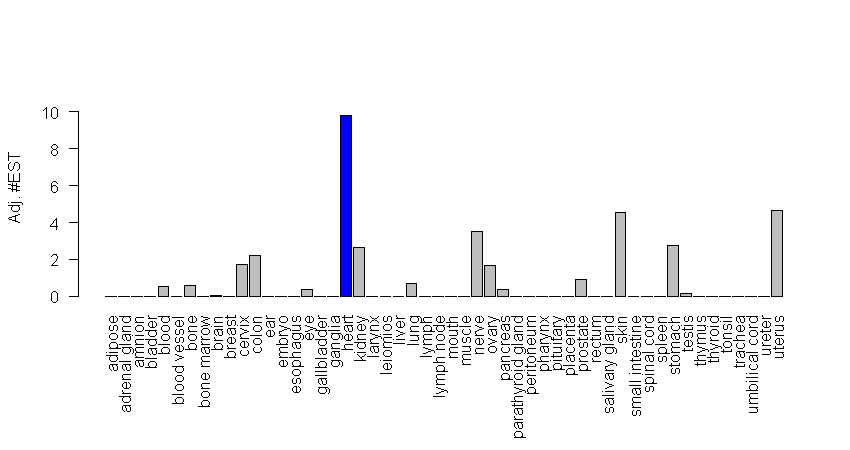 Adj. #EST
10
8
6
4
2
0
adipose
adrenal gland
amnion
bladder
blood
blood vessel
bone
bone marrow
brain
breast
cervix
colon
ear
embryo
esophagus
eye
gallbladder
ganglia
heart
kidney
larynx
leiomios
liver
lung
lymph
lymph node
mouth
muscle
nerve
ovary
pancreas
parathyroid gland
peritoneum
pharynx
pituitary
placenta
prostate
rectum
salivary gland
skin
small intestine
spinal cord
spleen
stomach
testis
thymus
thyroid
tonsil
trachea
umbilical cord
ureter
uterus